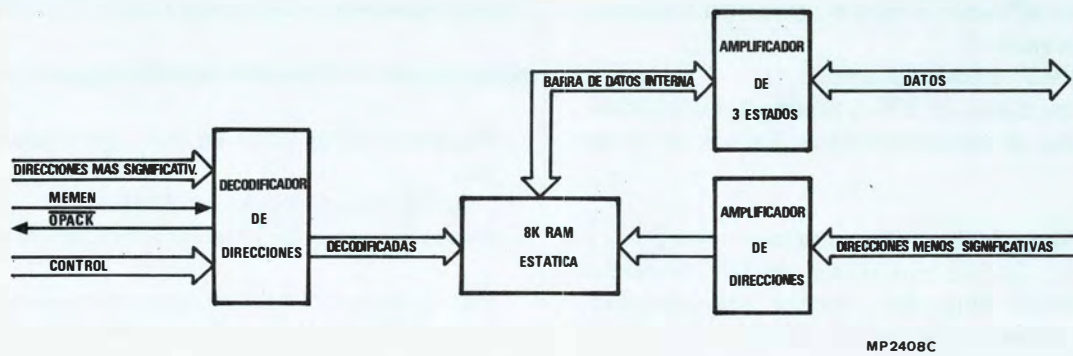 AMPLIFICADOR
DE
3 ESTADOS
BARRA DE DATOS INTERNA
DATOS
DIRECCIONES MAS SIGNIFICATIV.
MEMEN
OPACK
CONTROL
DECODIFICADOR
DE
DIRECCIONES
DECODIFICADAS
8K RAM
ESTATICA
AMPLIFICADOR
DE
DIRECCIONES
DIRECCIONES MENOS SIGNIFICATIVAS
MP2408C